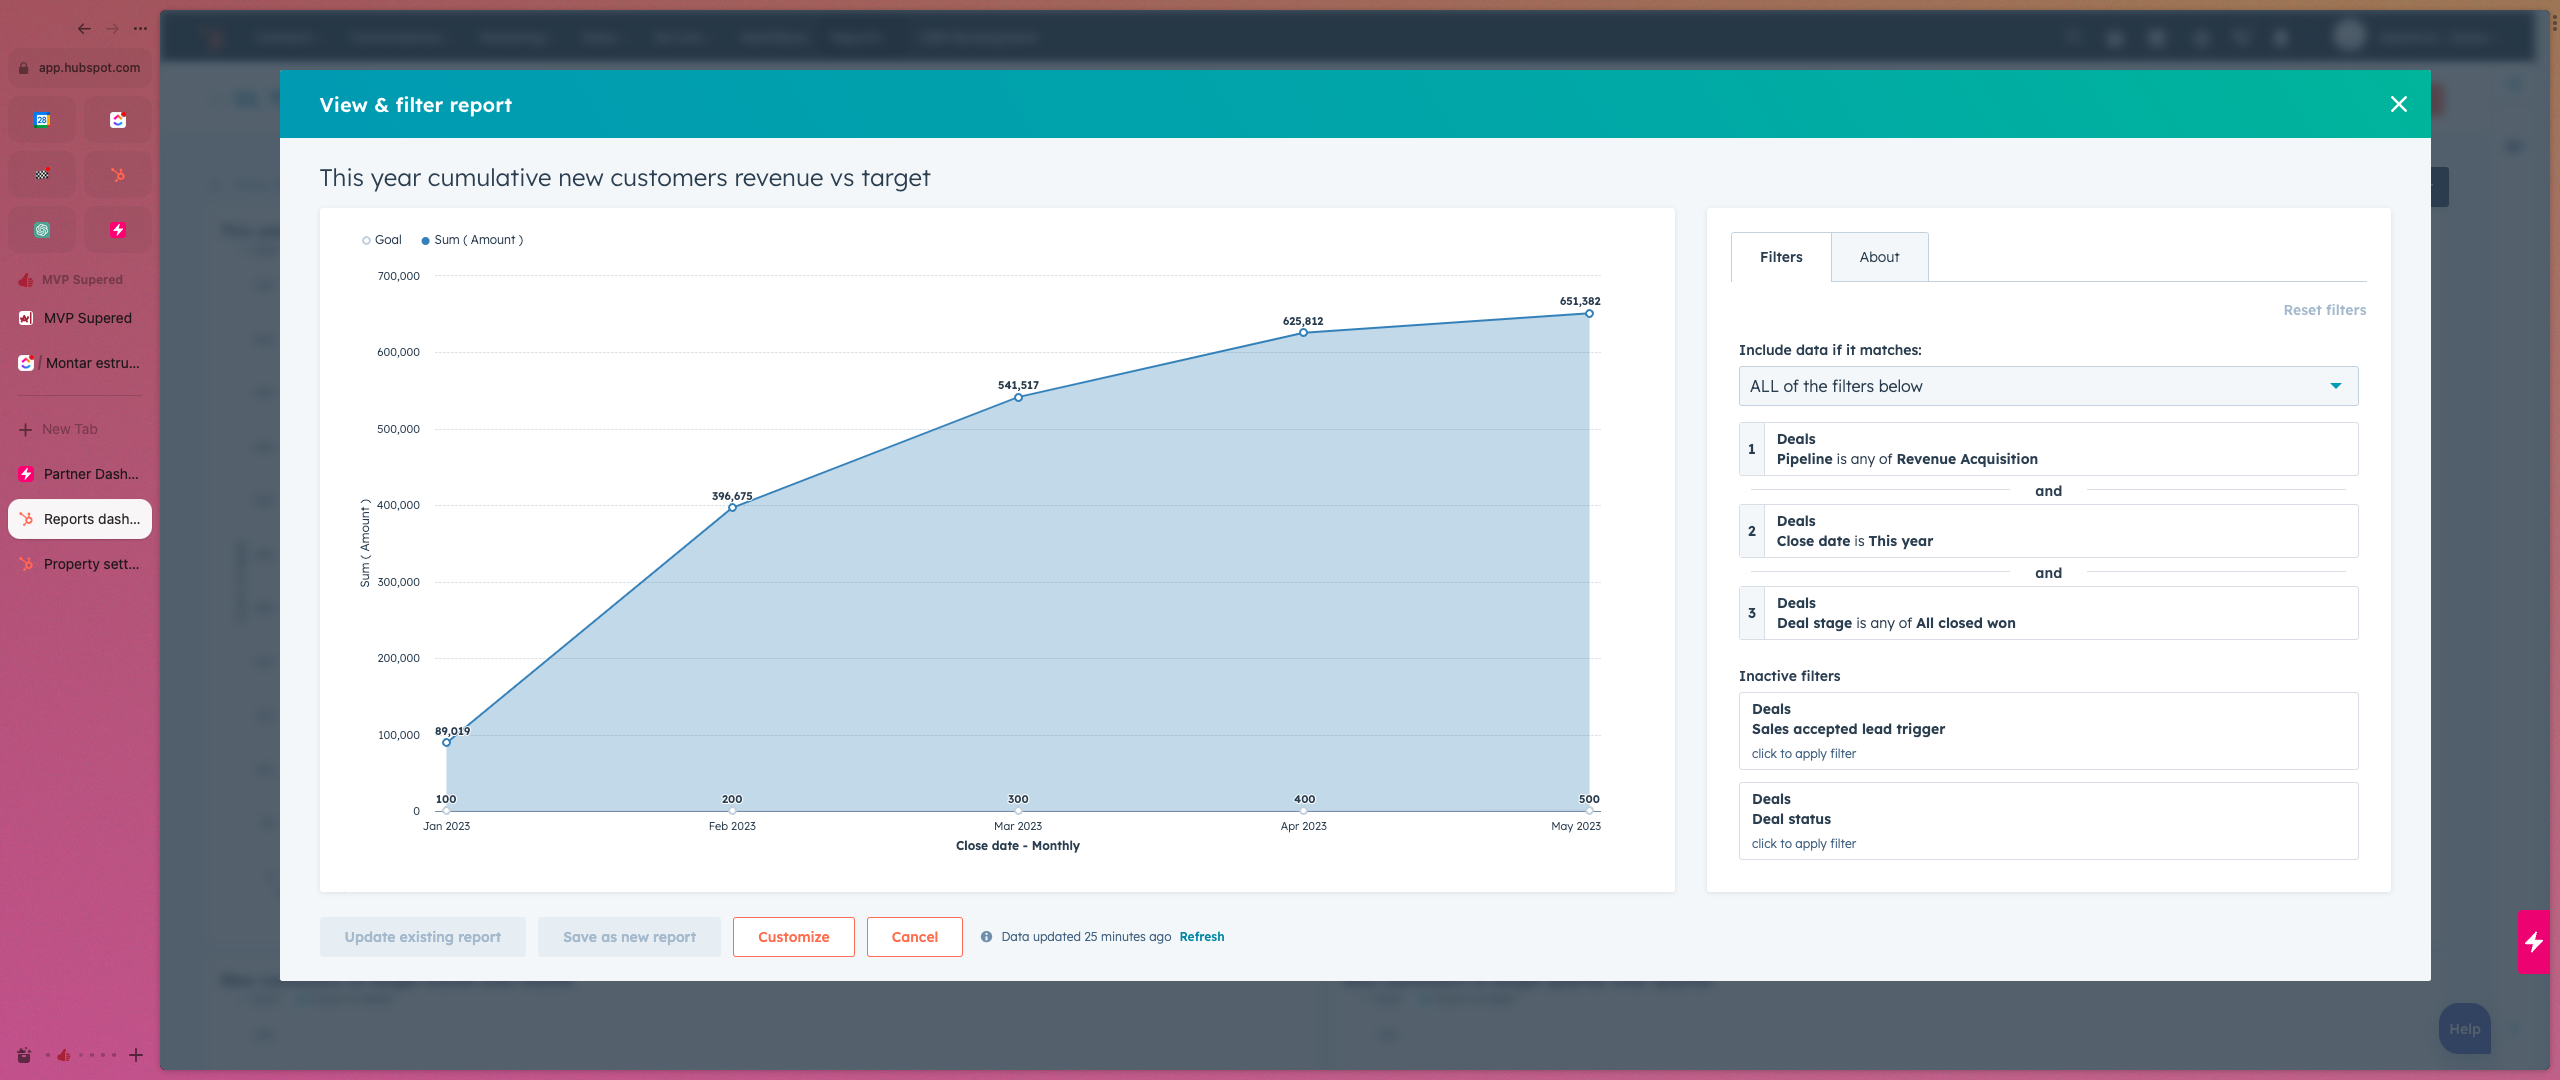 app.hubspot.com
28
MVP Supered
MVP Supered
/ Montar estru...
New Tab
Partner Dash...
Reports dash...
Property sett...
View & filter report
This year cumulative new customers revenue vs target
Goal
Sum ( Amount )
700,000
600,000
500,000
400,000
300,000
200,000
100,000
0
Sum ( Amount )
89,019
396,675
541,517
625,812
651,382
100
200
300
400
500
Jan 2023
Feb 2023
Mar 2023
Apr 2023
May 2023
Close date - Monthly
Filters
About
Reset filters
Include data if it matches:
ALL of the filters below
1
Deals
Pipeline is any of Revenue Acquisition
and
2
Deals
Close date is This year
and
3
Deals
Deal stage is any of All closed won
Inactive filters
Deals
Sales accepted lead trigger
click to apply filter
Deals
Deal status
click to apply filter
Update existing report
Save as new report
Customize
Cancel
Data updated 25 minutes ago
Refresh
Help